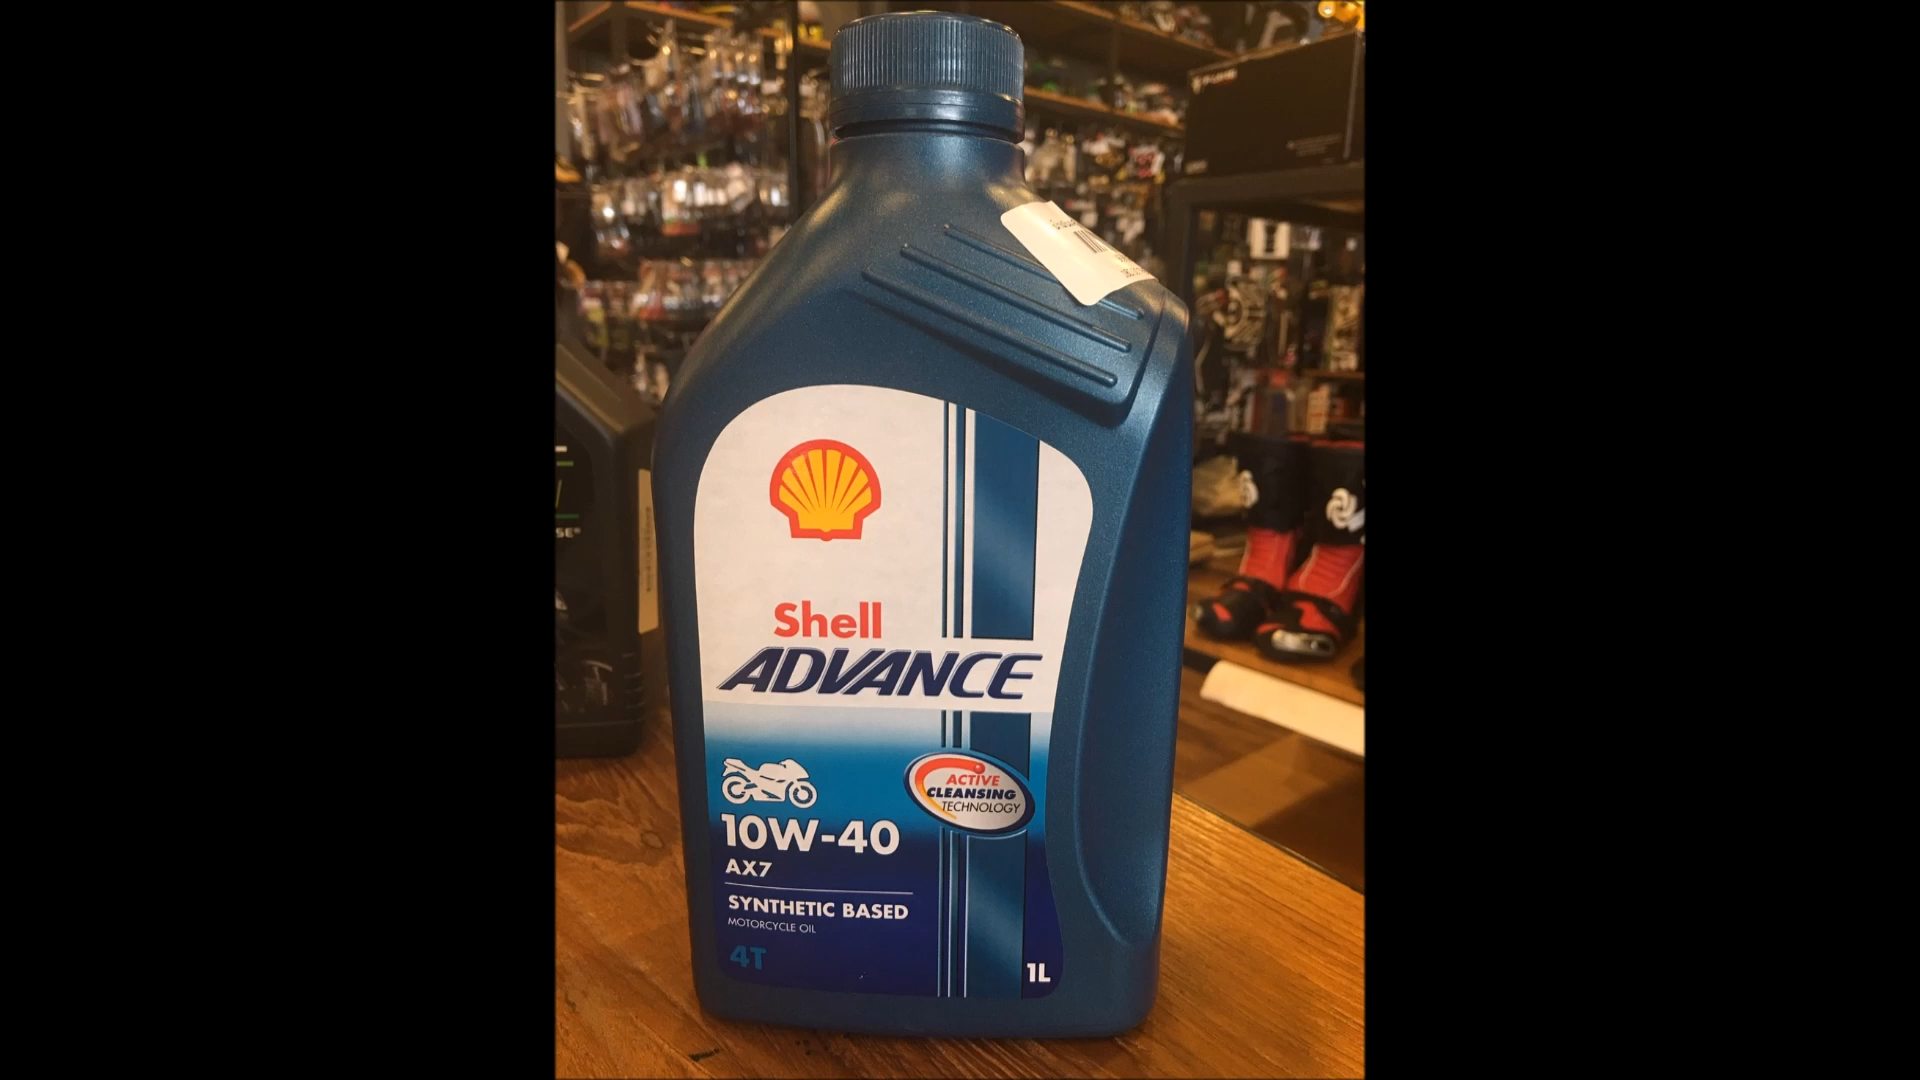 Shell
ADVANCE
ACTIVE
CLEANSING
TECHNOLOGY
10W-40
AX7
SYNTHETIC BASED
MOTORCYCLE OIL
4T
1L